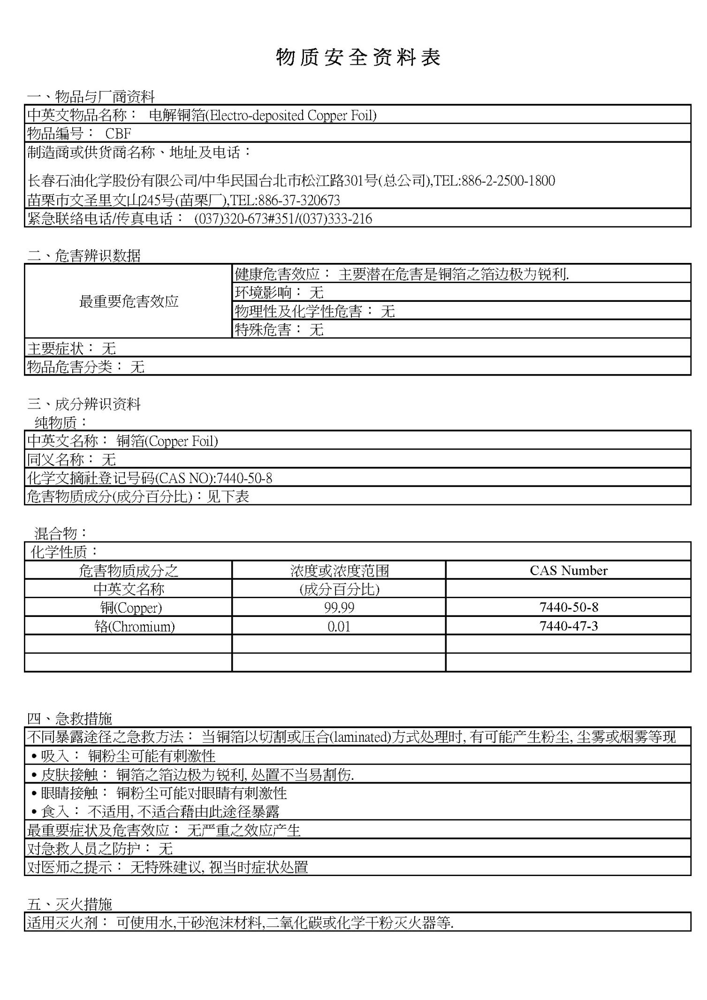 物质安全资料表
一、物品与厂商资料
中英文物品名称： 电解铜箔(Electro-deposited Copper Foil)
物品编号： CBF
制造商或供货商名称、地址及电话：
长春石油化学股份有限公司/中华民国台北市松江路301号(总公司),TEL:886-2-2500-1800
苗栗市文圣里文山245号(苗栗厂),TEL:886-37-320673
紧急联络电话/传真电话： (037)320-673#351/(037)333-216
二、危害辨识数据
最重要危害效应
健康危害效应： 主要潜在危害是铜箔之箔边极为锐利.
环境影响： 无
物理性及化学性危害： 无
特殊危害： 无
主要症状： 无
物品危害分类： 无
三、成分辨识资料
纯物质：
中英文名称： 铜箔(Copper Foil)
同义名称： 无
化学文摘社登记号码(CAS NO):7440-50-8
危害物质成分(成分百分比)：见下表
混合物：
化学性质：
危害物质成分之 浓度或浓度范围 CAS Number
中英文名称 (成分百分比)
铜(Copper) 99.99 7440-50-8
铬(Chromium) 0.01 7440-47-3
四、急救措施
不同暴露途径之急救方法： 当铜箔以切割或压合(laminated)方式处理时, 有可能产生粉尘, 尘雾或烟雾等现
•吸入： 铜粉尘可能有刺激性
•皮肤接触： 铜箔之箔边极为锐利, 处置不当易割伤.
•眼睛接触： 铜粉尘可能对眼睛有刺激性
•食入： 不适用, 不适合藉由此途径暴露
最重要症状及危害效应： 无严重之效应产生
对急救人员之防护： 无
对医师之提示： 无特殊建议, 视当时症状处置
五、灭火措施
适用灭火剂： 可使用水,干砂泡沫材料,二氧化碳或化学干粉灭火器等.